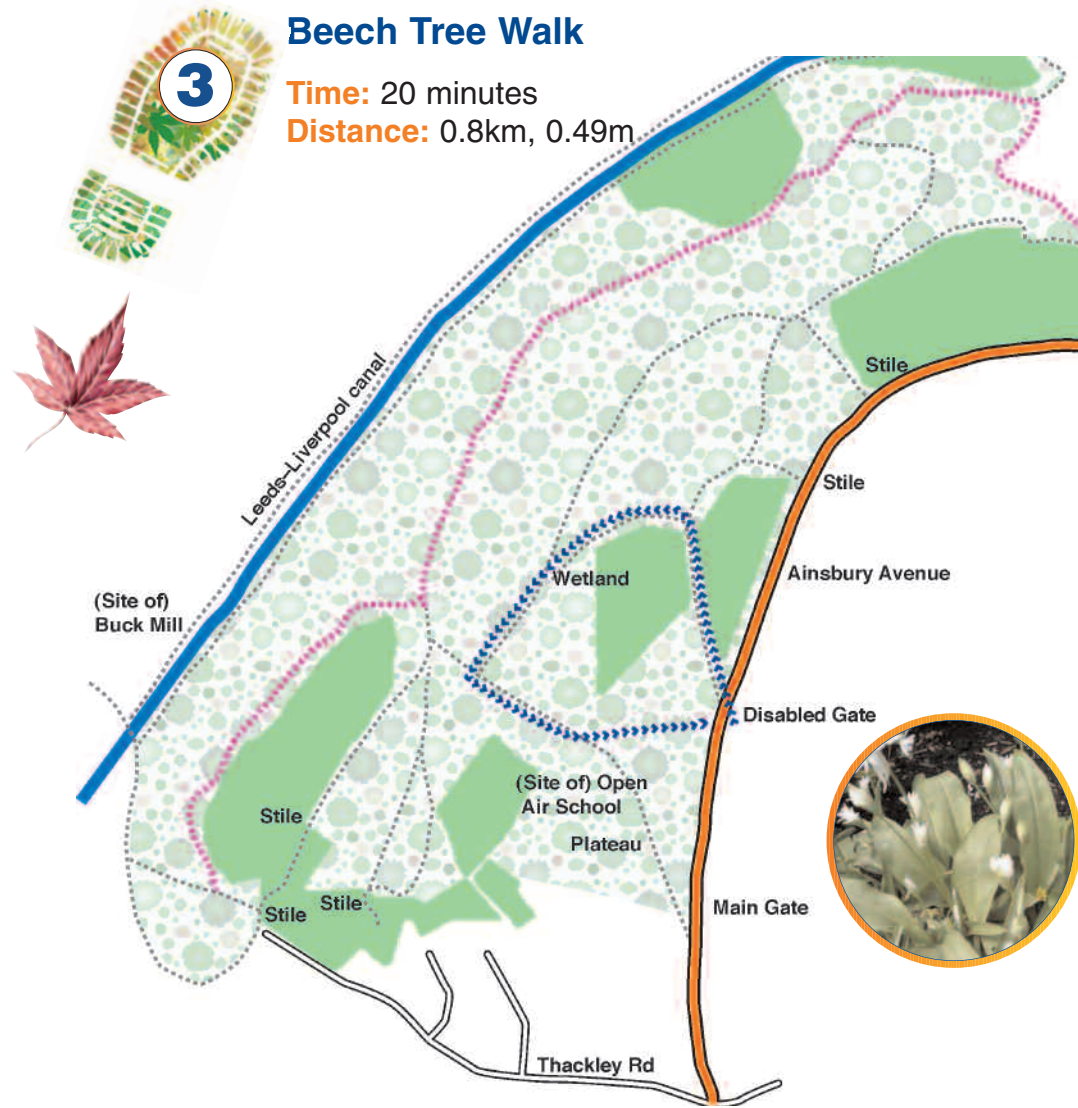 3
Beech Tree Walk
Time: 20 minutes
Distance: 0.8km, 0.49m
Leeds–Liverpool canal
Stile
Stile
Wetland
Ainsbury Avenue
(Site of)
Buck Mill
Disabled Gate
(Site of) Open
Air School
Stile
Plateau
Stile
Stile
Main Gate
Thackley Rd